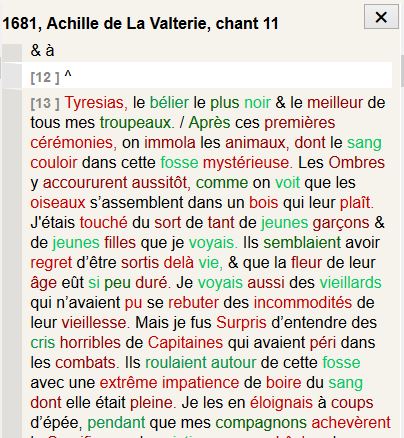 1681, Achille de La Valterie, chant 11
& à
[12 ] ^
[13 ] Tyresias, le bélier le plus noir & le meilleur de
tous mes troupeaux. / Après ces premières
cérémonies, on immola les animaux, dont le sang
couloir dans cette fosse mystérieuse. Les Ombres
y accoururent aussitôt, comme on voit que les
oiseaux s’assemblent dans un bois qui leur plaît.
J'étais touché du sort de tant de jeunes garçons &
de jeunes filles que je voyais. Ils semblaient avoir
regret d’être sortis delà vie, & que la fleur de leur
âge eût si peu duré. Je voyais aussi des vieillards
qui n’avaient pu se rebuter des incommodités de
leur vieillesse. Mais je fus Surpris d’entendre des
cris horribles de Capitaines qui avaient péri dans
les combats. Ils roulaient autour de cette fosse
avec une extrême impatience de boire du sang
dont elle était pleine. Je les en éloignais à coups
d’épée, pendant que mes compagnons achevèrent